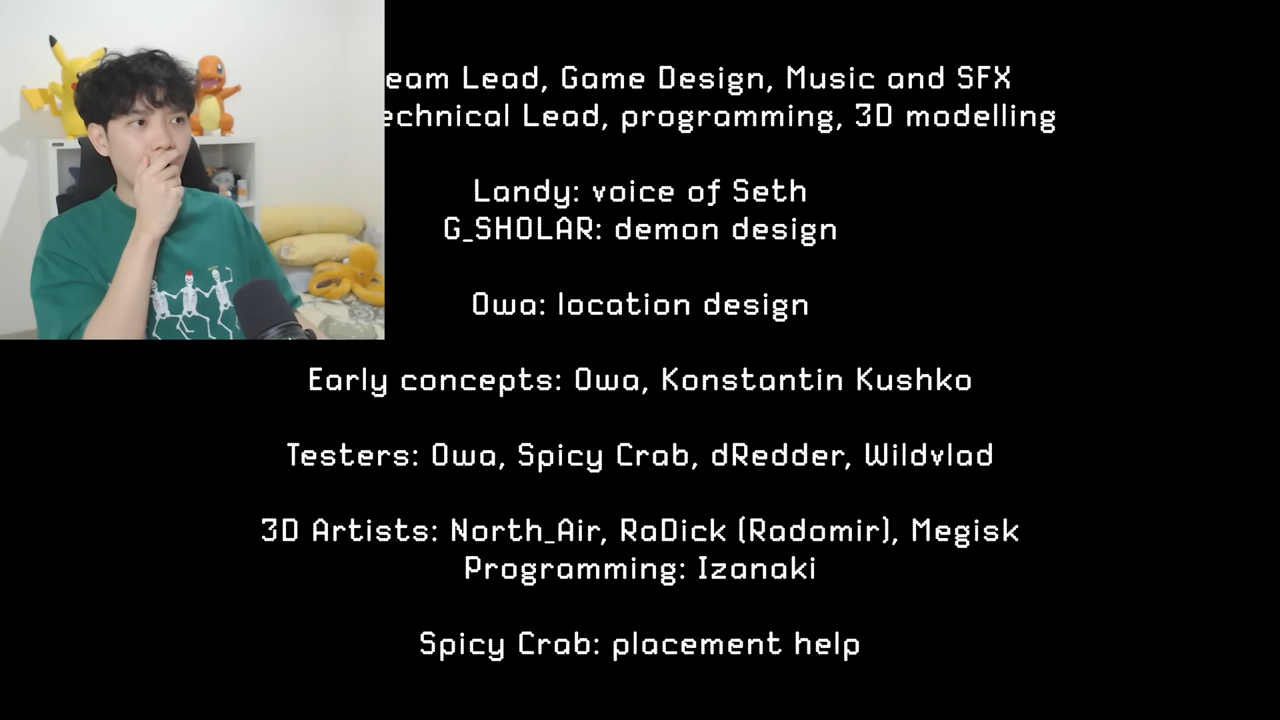 eam Lead, Game Design, Music and SFX
echnical Lead, programming, 3D modelling
Landy: voice of Seth
G_SHOLAR: demon design
Owa: location design
Early concepts: Owa, Konstantin Kushko
Testers: Owa, Spicy Crab, dRedder, Wildvlad
3D Artists: North_Air, RaDick (Radomir), Megisk
Programming: Izanaki
Spicy Crab: placement help